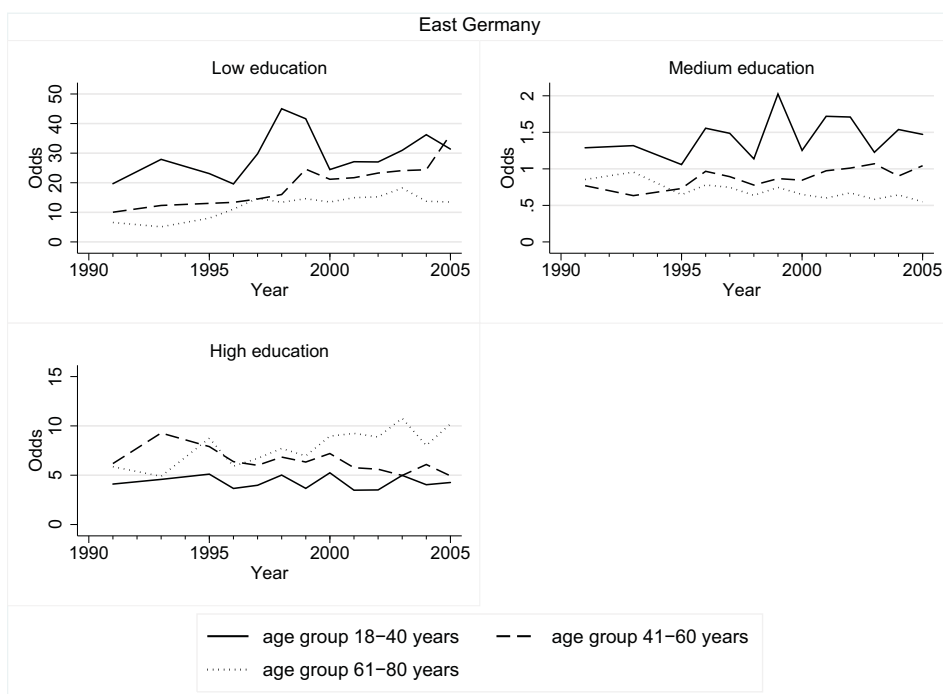 East Germany
Low education
Odds
50
40
30
20
10
0
1990 1995 2000 2005
Year
Medium education
Odds
2
1.5
1
.5
0
1990 1995 2000 2005
Year
High education
Odds
15
10
5
0
1990 1995 2000 2005
Year
age group 18−40 years age group 41−60 years
age group 61−80 years